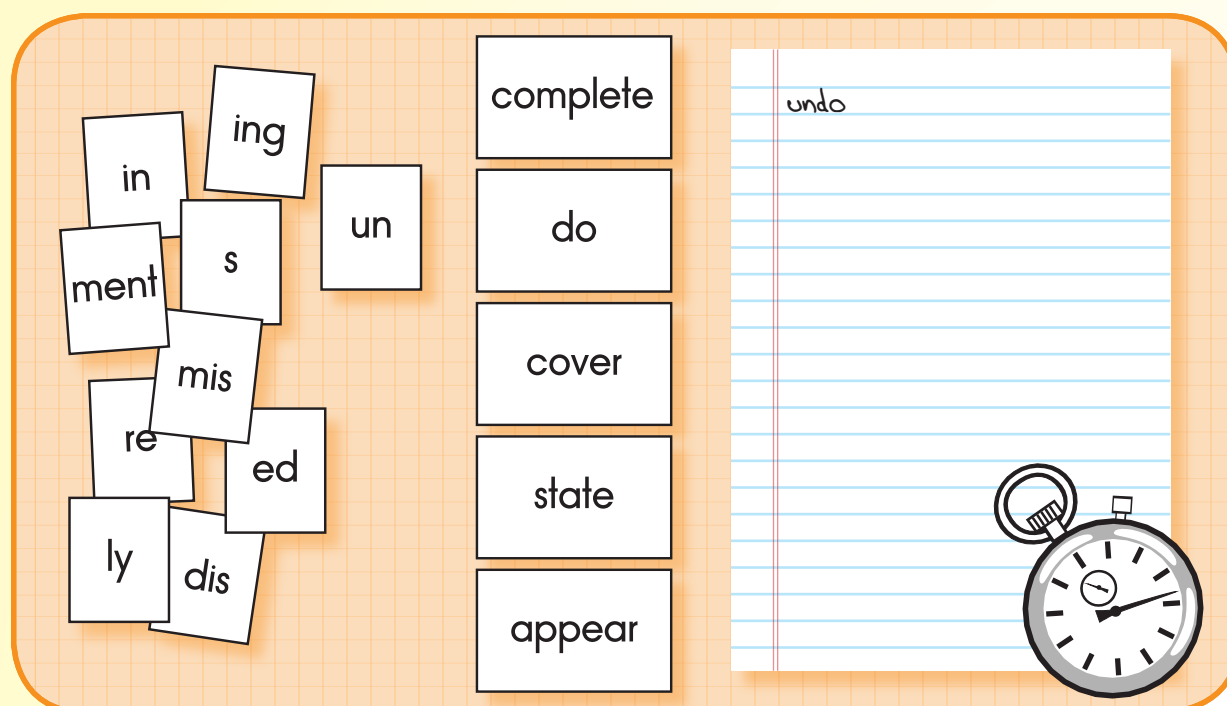 in
ing
un
ment
s
mis
re
ed
ly
dis
complete
do
cover
state
appear
undo